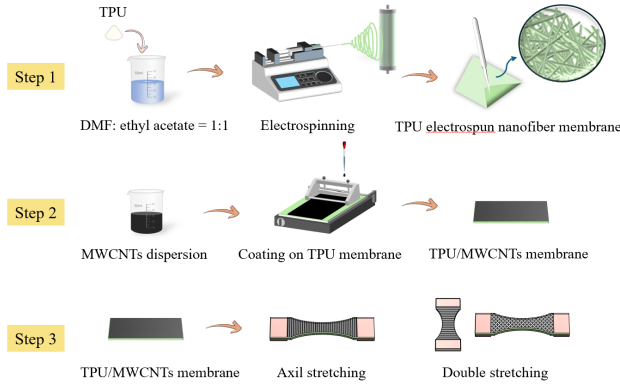 TPU
Step 1
DMF: ethyl acetate = 1:1
Electrospinning
TPU electrospun nanofiber membrane
Step 2
MWCNTs dispersion
Coating on TPU membrane
TPU/MWCNTs membrane
Step 3
TPU/MWCNTs membrane
Axil stretching
Double stretching